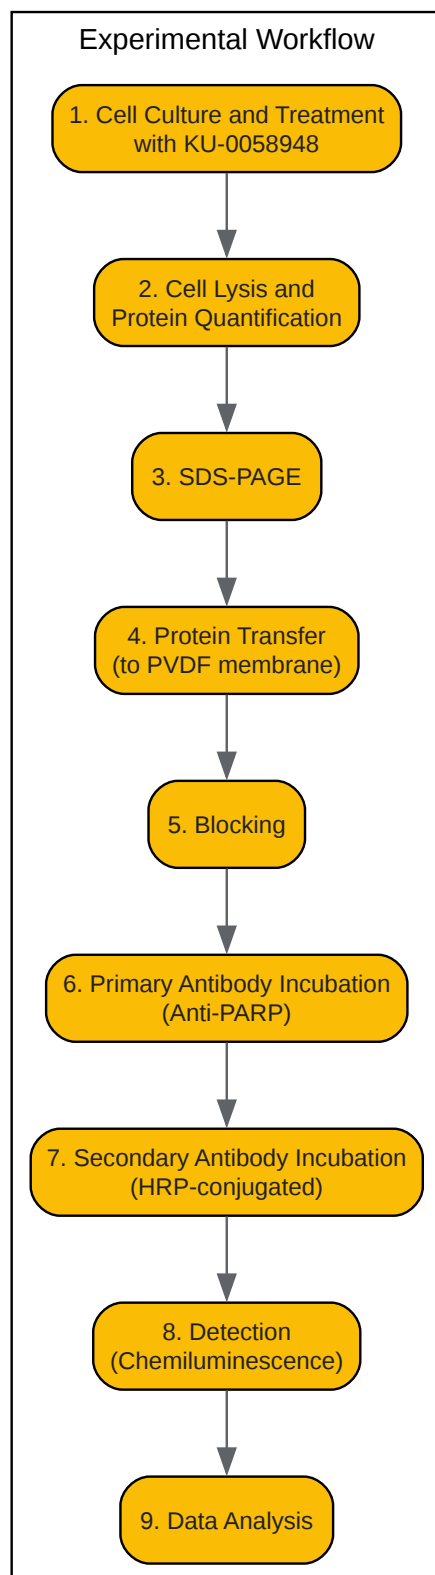 Experimental Workflow
1. Cell Culture and Treatment
with KU-0058948
2. Cell Lysis and
Protein Quantification
3. SDS-PAGE
4. Protein Transfer
(to PVDF membrane)
5. Blocking
6. Primary Antibody Incubation
(Anti-PARP)
7. Secondary Antibody Incubation
(HRP-conjugated)
8. Detection
(Chemiluminescence)
9. Data Analysis